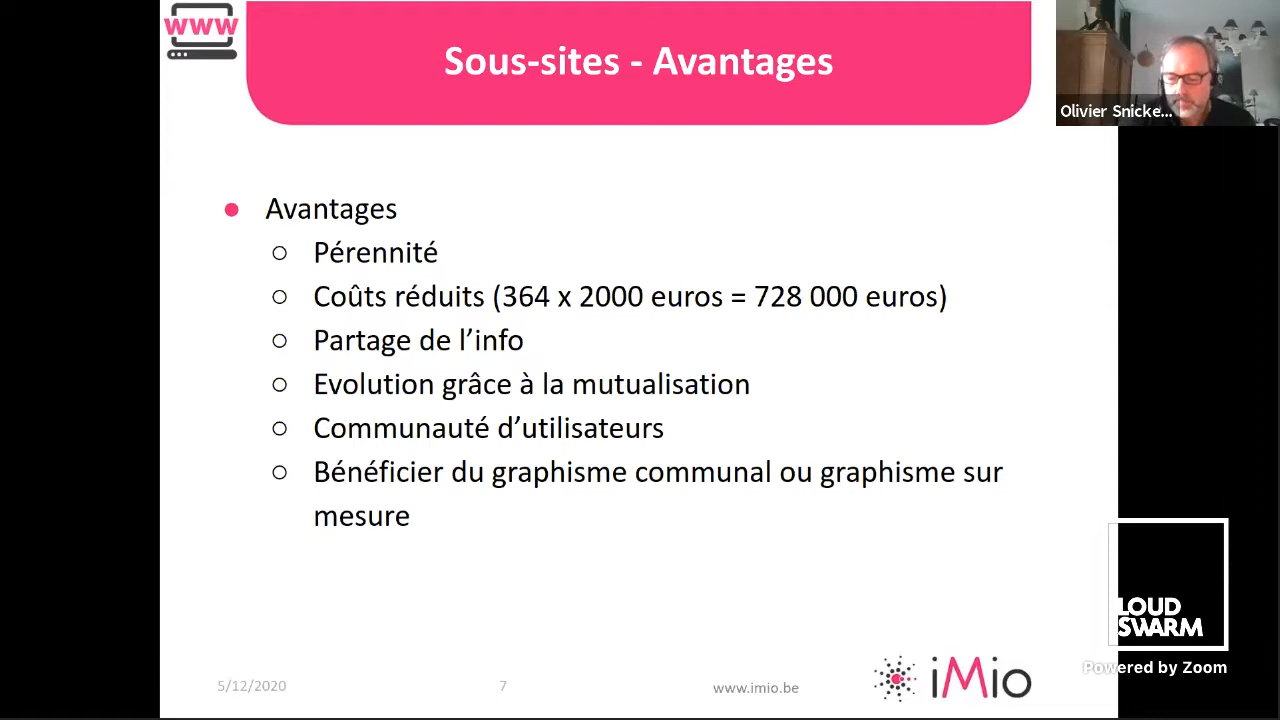 www
Sous-sites - Avantages
Olivier Snicke...
Avantages
Pérennité
Coûts réduits (364 x 2000 euros = 728 000 euros)
Partage de l’info
Evolution grâce à la mutualisation
Communauté d’utilisateurs
Bénéficier du graphisme communal ou graphisme sur
mesure
LOUD
SWARM
Powered by Zoom
5/12/2020
7
www.imio.be
iMio